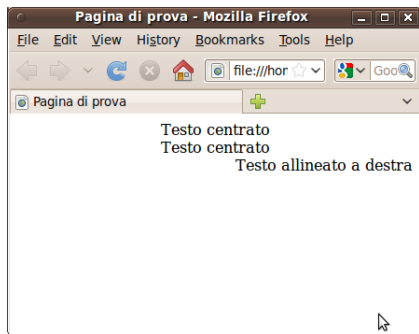 Pagina di prova - Mozilla Firefox
File Edit View History Bookmarks Tools Help
file:///hor Goo
Pagina di prova
Testo centrato
Testo centrato
Testo allineato a destra